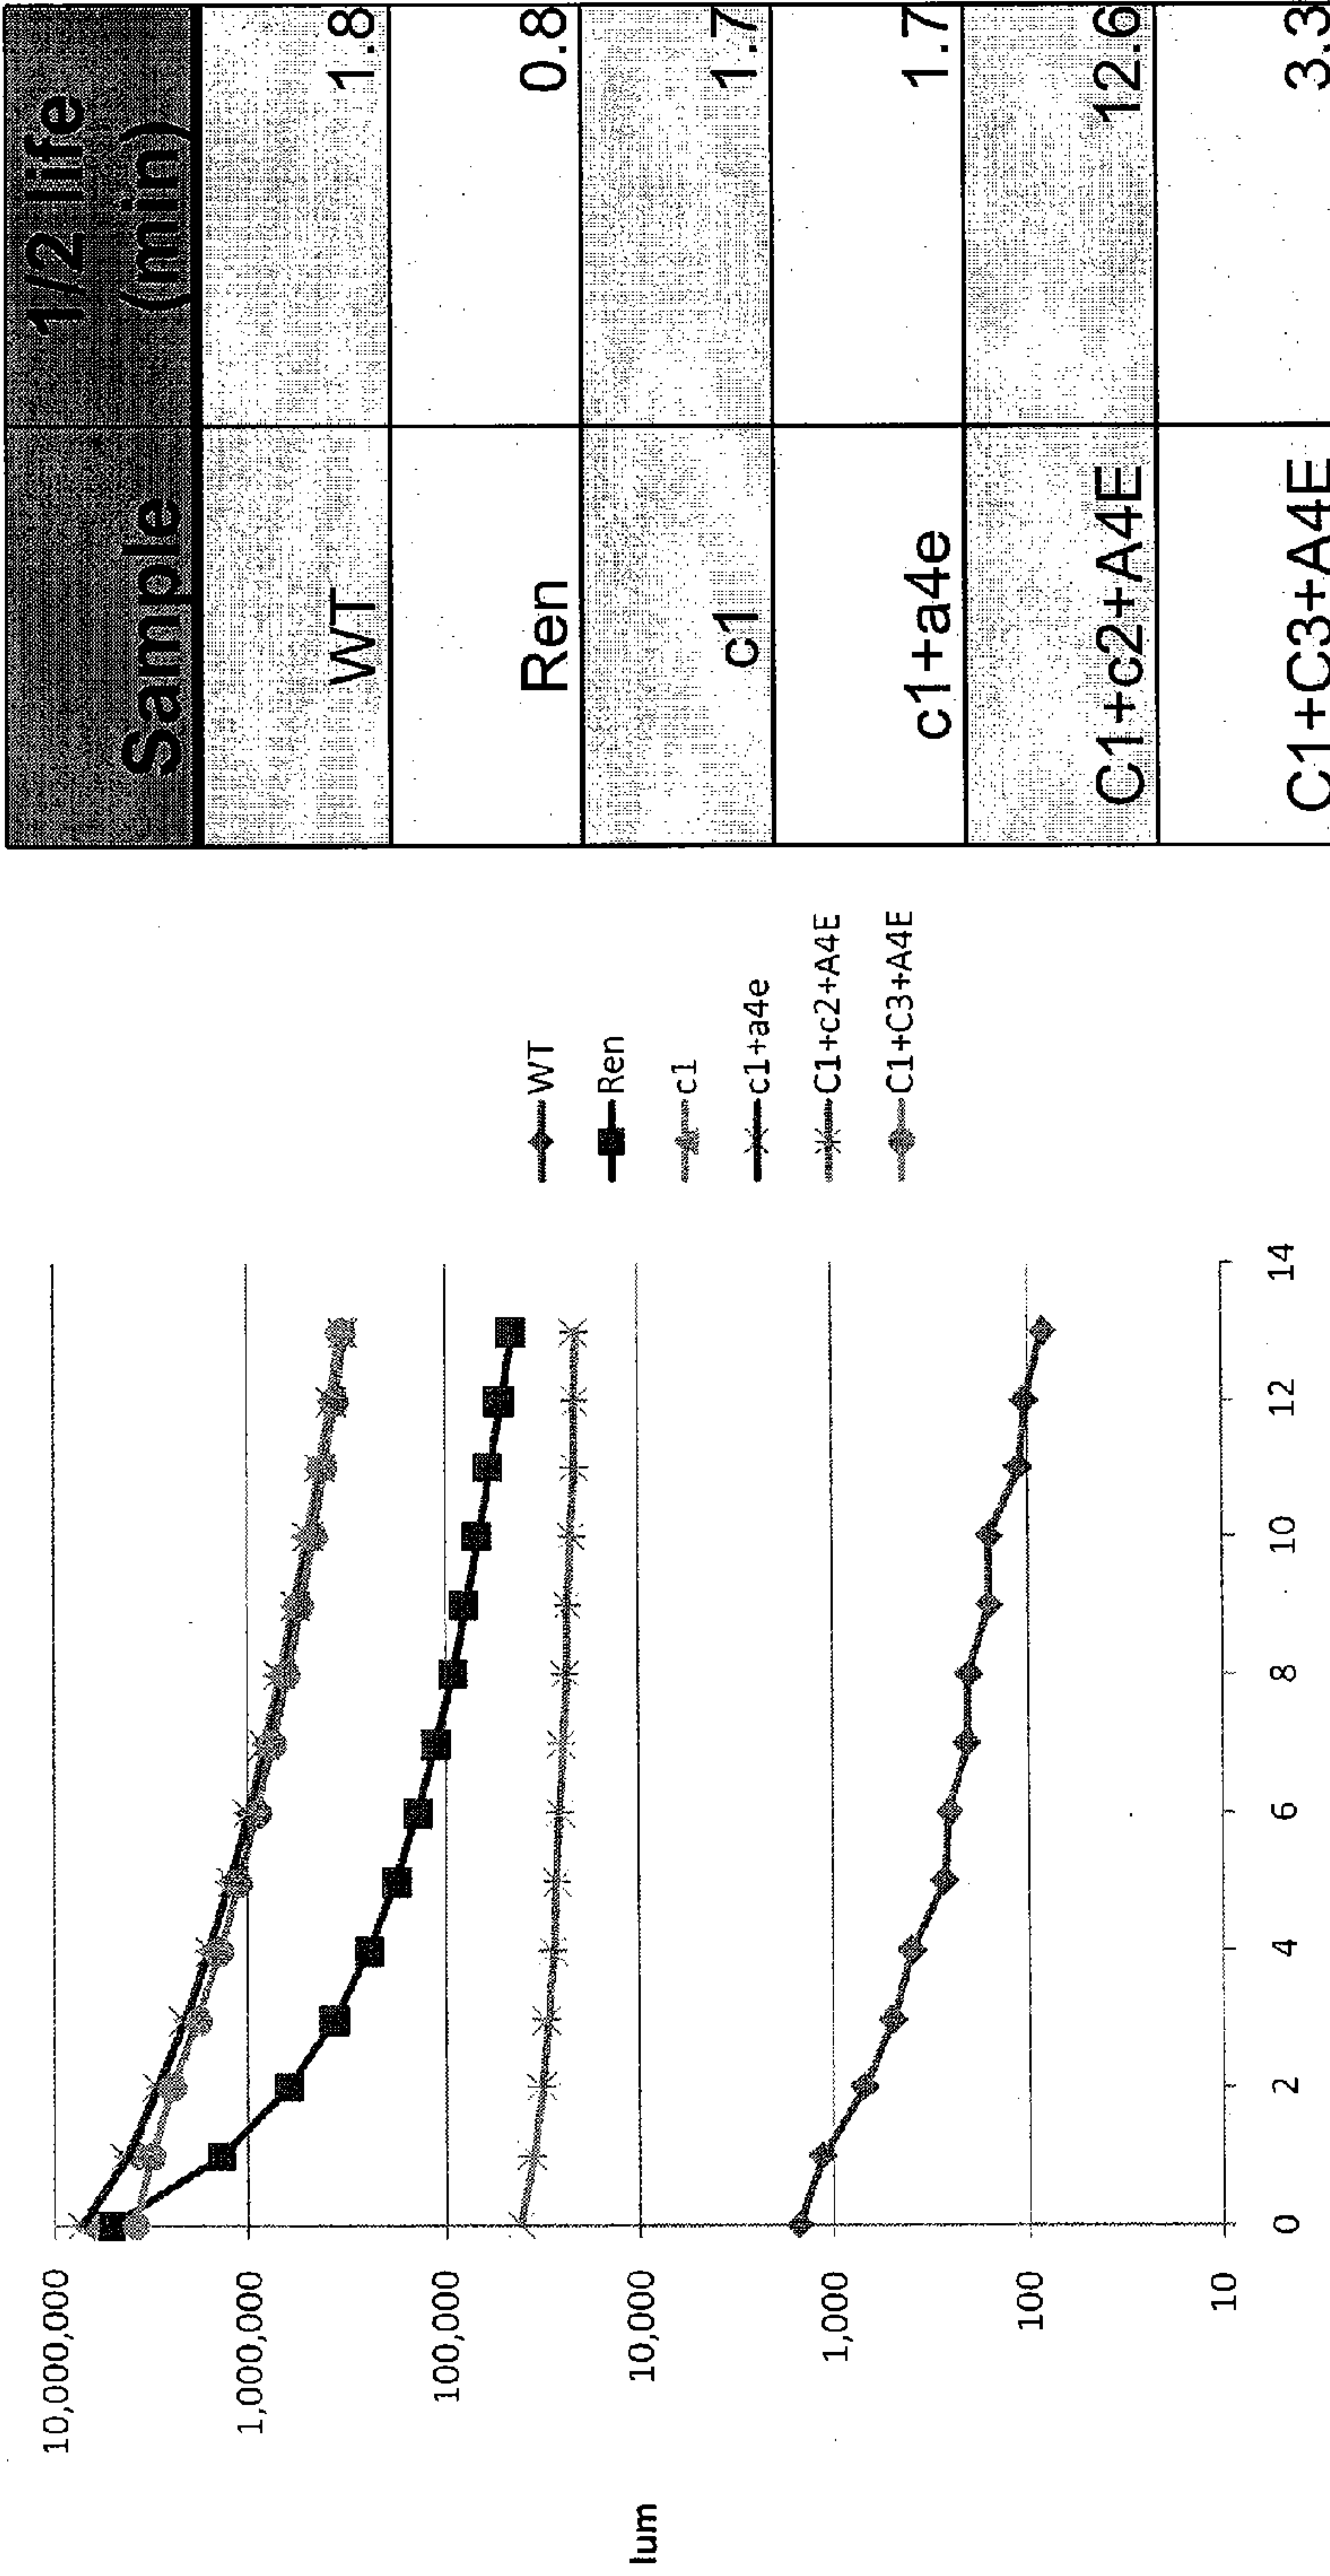 10,000,000
1,000,000
100,000
10,000
1,000
100
10
lum
0 2 4 6 8 10 12 14
WT
Ren
c1
c1+a4e
C1+c2+A4E
C1+C3+A4E
Sample 1/2 life
(min)
WT 1.8
Ren 0.8
c1 1.7
c1+a4e 1.7
C1+c2+A4E 12.6
C1+C3+A4E 3.3